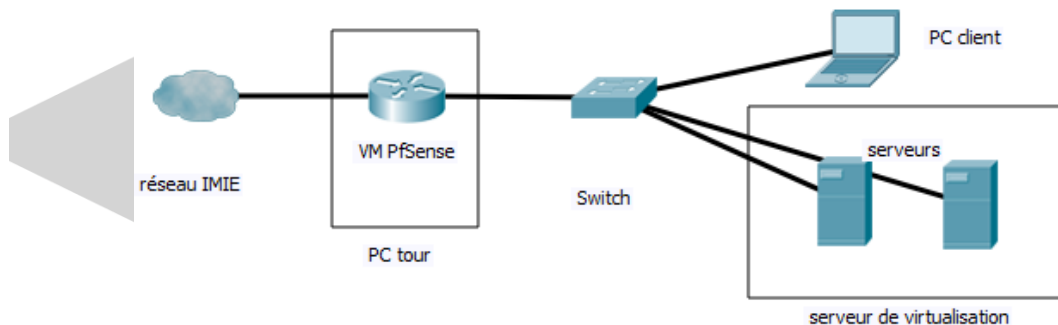 PC client
serveurs
VM PfSense
réseau IMIE
Switch
PC tour
serveur de virtualisation